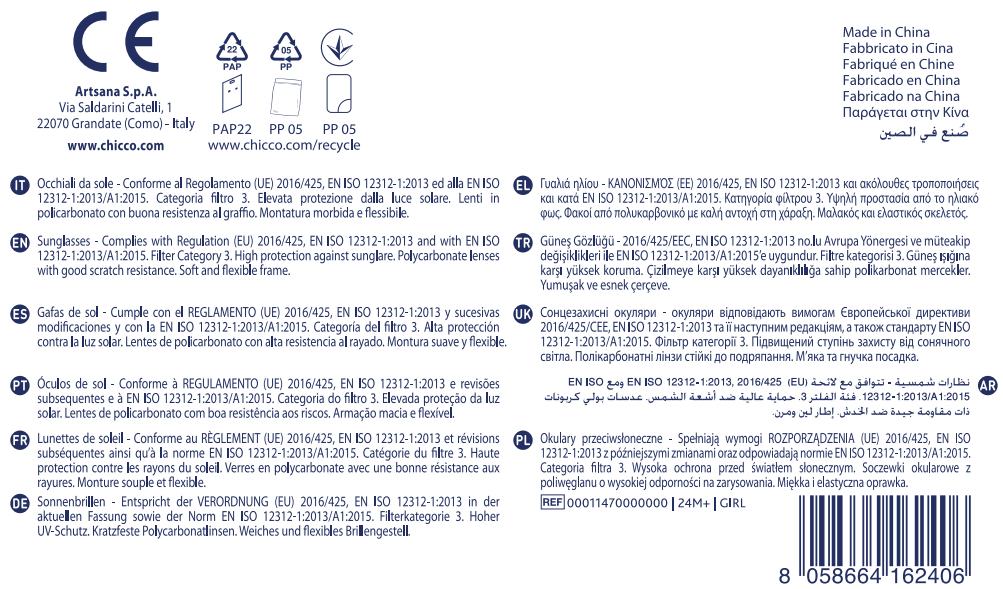 CE
Artsana S.p.A.
Via Saldarini Catelli, 1
22070 Grandate (Como) - Italy
www.chicco.com
22
PAP
05
PP
PAP22 PP 05 PP 05
www.chicco.com/recycle
Made in China
Fabbricato in Cina
Fabriqué en Chine
Fabricado en China
Fabricado na China
Παράγεται στην Κίνα
صُنع في الصين
IT Occhiali da sole - Conforme al Regolamento (UE) 2016/425, EN ISO 12312-1:2013 ed alla EN ISO
12312-1:2013/A1:2015. Categoria filtro 3. Elevata protezione dalla luce solare. Lenti in
policarbonato con buona resistenza al graffio. Montatura morbida e flessibile.
EN Sunglasses - Complies with Regulation (EU) 2016/425, EN ISO 12312-1:2013 and with EN ISO
12312-1:2013/A1:2015. Filter Category 3. High protection against sunglare. Polycarbonate lenses
with good scratch resistance. Soft and flexible frame.
ES Gafas de sol - Cumple con el REGLAMENTO (UE) 2016/425, EN ISO 12312-1:2013 y sucesivas
modificaciones y con la EN ISO 12312-1:2013/A1:2015. Categoría del filtro 3. Alta protección
contra la luz solar. Lentes de policarbonato con alta resistencia al rayado. Montura suave y flexible.
PT Óculos de sol - Conforme à REGULAMENTO (UE) 2016/425, EN ISO 12312-1:2013 e revisões
subsequentes e à EN ISO 12312-1:2013/A1:2015. Categoria do filtro 3. Elevada proteção da luz
solar. Lentes de policarbonato com boa resistência aos riscos. Armação macia e flexível.
FR Lunettes de soleil - Conforme au RÈGLEMENT (UE) 2016/425, EN ISO 12312-1:2013 et révisions
subséquentes ainsi qu'à la norme EN ISO 12312-1:2013/A1:2015. Catégorie du filtre 3. Haute
protection contre les rayons du soleil. Verres en polycarbonate avec une bonne résistance aux
rayures. Monture souple et flexible.
DE Sonnenbrillen - Entspricht der VERORDNUNG (EU) 2016/425, EN ISO 12312-1:2013 in der
aktuellen Fassung sowie der Norm EN ISO 12312-1:2013/A1:2015. Filterkategorie 3. Hoher
UV-Schutz. Kratzfeste Polycarbonatlinsen. Weiches und flexibles Brillengestell.
EL Γυαλιά ηλίου - ΚΑΝΟΝΙΣΜΌΣ (ΕΕ) 2016/425, EN ISO 12312-1:2013 και ακόλουθες τροποποιήσεις
και κατά EN ISO 12312-1:2013/A1:2015. Κατηγορία φίλτρου 3. Υψηλή προστασία από το ηλιακό
φως. Φακοί από πολυκαρβονικό με καλή αντοχή στη χάραξη. Μαλακός και ελαστικός σκελετός.
TR Güneş Gözlüğü - 2016/425/EEC, EN ISO 12312-1:2013 no.lu Avrupa Yönergesi ve müteakip
değişiklikleri ile EN ISO 12312-1:2013/A1:2015'e uygundur. Filtre kategorisi 3. Güneş ışığına
karşı yüksek koruma. Çizilmeye karşı yüksek dayanıklılığa sahip polikarbonat mercekler.
Yumuşak ve esnek çerçeve.
UK Сонцезахисні окуляри - окуляри відповідають вимогам Європейської директиви
2016/425/СЕЕ, EN ISO 12312-1:2013 та її наступним редакціям, а також стандарту EN ISO
12312-1:2013/A1:2015. Фільтр категорії 3. Підвищений ступінь захисту від сонячного
світла. Полікарбонатні лінзи стійкі до подряпання. М'яка та гнучка посадка.
AR نظارات شمسية - تتوافق مع لائحة (EU) 2016/425 ,EN ISO 12312-1:2013 ومع EN ISO
12312-1:2013/A1:2015. فئة الفلتر 3. حماية عالية ضد أشعة الشمس. عدسات بولي كربونات
ذات مقاومة جيدة ضد الخدش. إطار لين ومرن.
PL Okulary przeciwsłoneczne - Spełniają wymogi ROZPORZĄDZENIA (UE) 2016/425, EN ISO
12312-1:2013 z późniejszymi zmianami oraz odpowiadają normie EN ISO 12312-1:2013/A1:2015.
Categoria filtra 3. Wysoka ochrona przed światłem słonecznym. Soczewki okularowe z
poliwęglanu o wysokiej odporności na zarysowania. Miękka i elastyczna oprawka.
REF 00011470000000 | 24M+ | GIRL
8 058664 162406